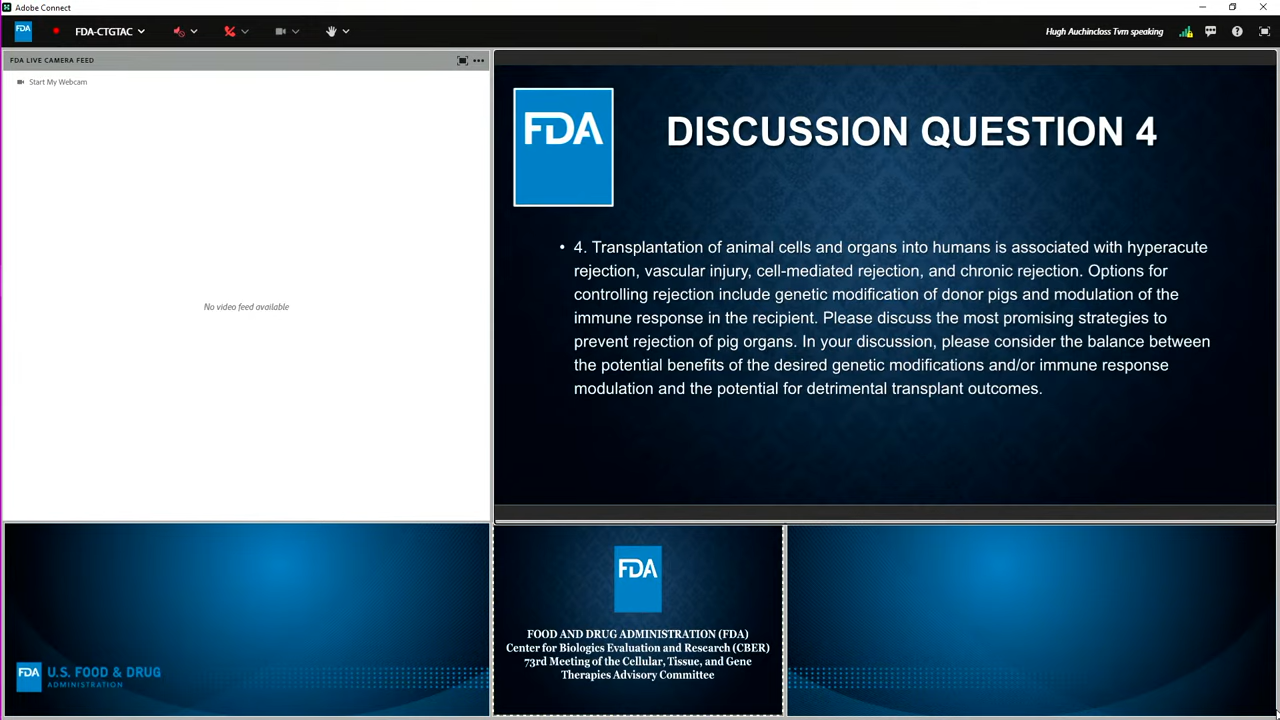 Adobe Connect
FDA
FDA-CTGTAC
Hugh Auchincloss Tvm speaking
FDA LIVE CAMERA FEED
Start My Webcam
No video feed available
FDA
DISCUSSION QUESTION 4
• 4. Transplantation of animal cells and organs into humans is associated with hyperacute
rejection, vascular injury, cell-mediated rejection, and chronic rejection. Options for
controlling rejection include genetic modification of donor pigs and modulation of the
immune response in the recipient. Please discuss the most promising strategies to
prevent rejection of pig organs. In your discussion, please consider the balance between
the potential benefits of the desired genetic modifications and/or immune response
modulation and the potential for detrimental transplant outcomes.
FDA U.S. FOOD & DRUG
ADMINISTRATION
FDA
FOOD AND DRUG ADMINISTRATION (FDA)
Center for Biologics Evaluation and Research (CBER)
73rd Meeting of the Cellular, Tissue, and Gene
Therapies Advisory Committee